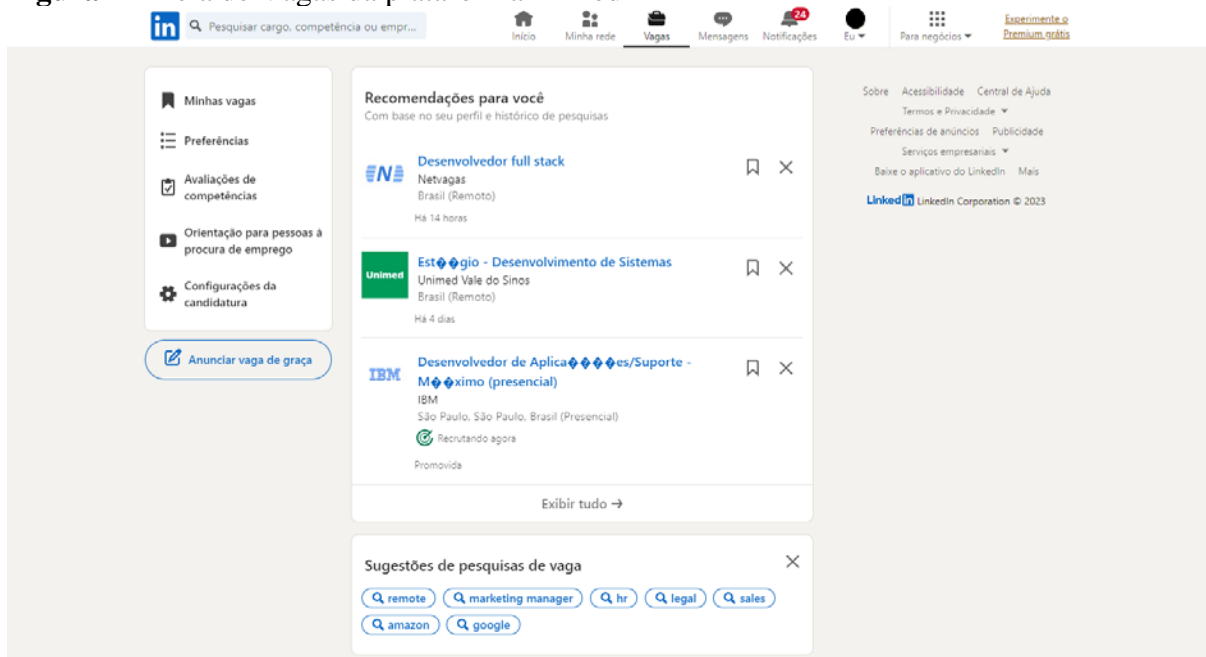 in Pesquisar cargo, competência ou empr...
Início Minha rede Vagas Mensagens 24 Notificações Eu Para negócios Experimente o Premium grátis
Minhas vagas
Preferências
Avaliações de
competências
Orientação para pessoas à
procura de emprego
Configurações da
candidatura
Anunciar vaga de graça
Recomendações para você
Com base no seu perfil e histórico de pesquisas
N
Desenvolvedor full stack
Netvagas
Brasil (Remoto)
Há 14 horas
Unimed
Est��gio - Desenvolvimento de Sistemas
Unimed Vale do Sinos
Brasil (Remoto)
Há 4 dias
IBM
Desenvolvedor de Aplica����es/Suporte -
M��ximo (presencial)
IBM
São Paulo, São Paulo, Brasil (Presencial)
Recrutando agora
Promovida
Exibir tudo →
Sugestões de pesquisas de vaga
remote marketing manager hr legal sales
amazon google
Sobre Acessibilidade Central de Ajuda
Termos e Privacidade
Preferências de anúncios Publicidade
Serviços empresariais
Baixe o aplicativo do LinkedIn Mais
Linked in LinkedIn Corporation © 2023